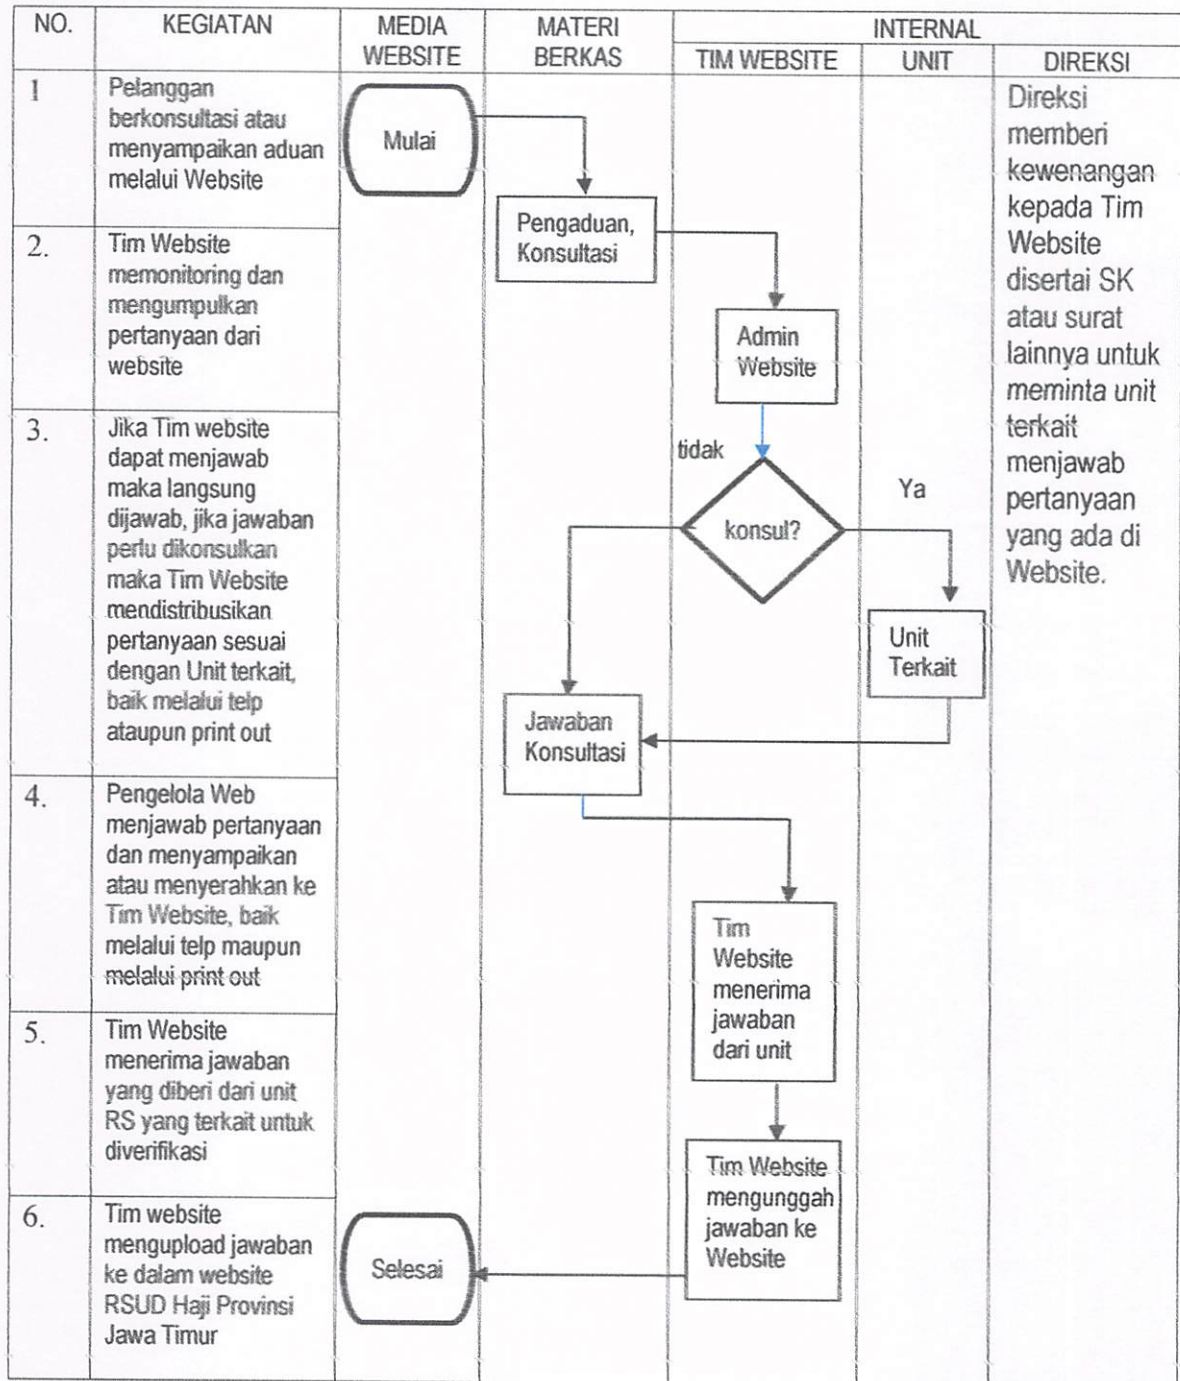 NO.
KEGIATAN
MEDIA
WEBSITE
MATERI
BERKAS
INTERNAL
TIM WEBSITE
UNIT
DIREKSI
1
Pelanggan
berkonsultasi atau
menyampaikan aduan
melalui Website
2.
Tim Website
memonitoring dan
mengumpulkan
pertanyaan dari
website
3.
Jika Tim website
dapat menjawab
maka langsung
dijawab, jika jawaban
perlu dikonsulkan
maka Tim Website
mendistribusikan
pertanyaan sesuai
dengan Unit terkait,
baik melalui telp
ataupun print out
4.
Pengelola Web
menjawab pertanyaan
dan menyampaikan
atau menyerahkan ke
Tim Website, baik
melalui telp maupun
melalui print out
5.
Tim Website
menerima jawaban
yang diberi dari unit
RS yang terkait untuk
diverifikasi
6.
Tim website
mengupload jawaban
ke dalam website
RSUD Haji Provinsi
Jawa Timur
Mulai
Pengaduan,
Konsultasi
Admin
Website
tidak
konsul?
Ya
Unit
Terkait
Jawaban
Konsultasi
Tim
Website
menerima
jawaban
dari unit
Tim Website
mengunggah
jawaban ke
Website
Selesai
Direksi
memberi
kewenangan
kepada Tim
Website
disertai SK
atau surat
lainnya untuk
meminta unit
terkait
menjawab
pertanyaan
yang ada di
Website.